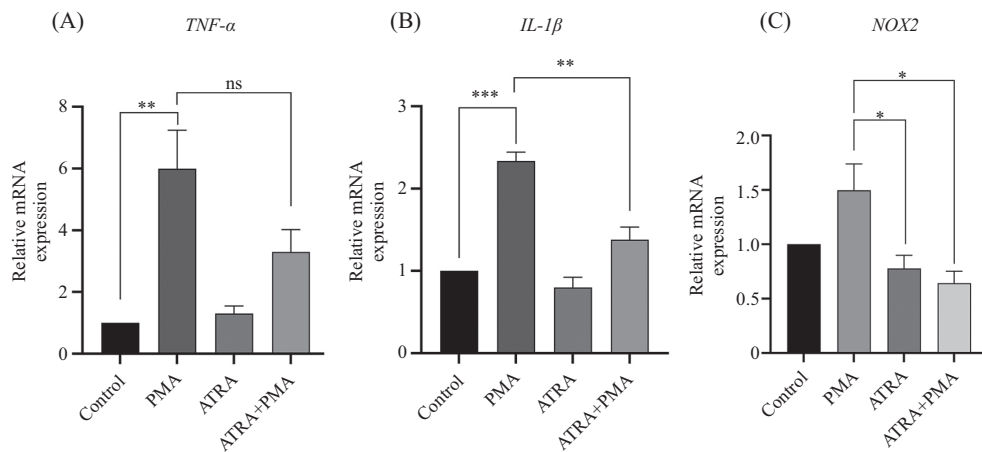 (A)
TNF-α
Relative mRNA
expression
8
6
4
2
0
**
ns
Control
PMA
ATRA
ATRA+PMA
(B)
IL-1β
Relative mRNA
expression
3
2
1
0
***
**
Control
PMA
ATRA
ATRA+PMA
(C)
NOX2
Relative mRNA
expression
2.0
1.5
1.0
0.5
0
*
*
Control
PMA
ATRA
ATRA+PMA